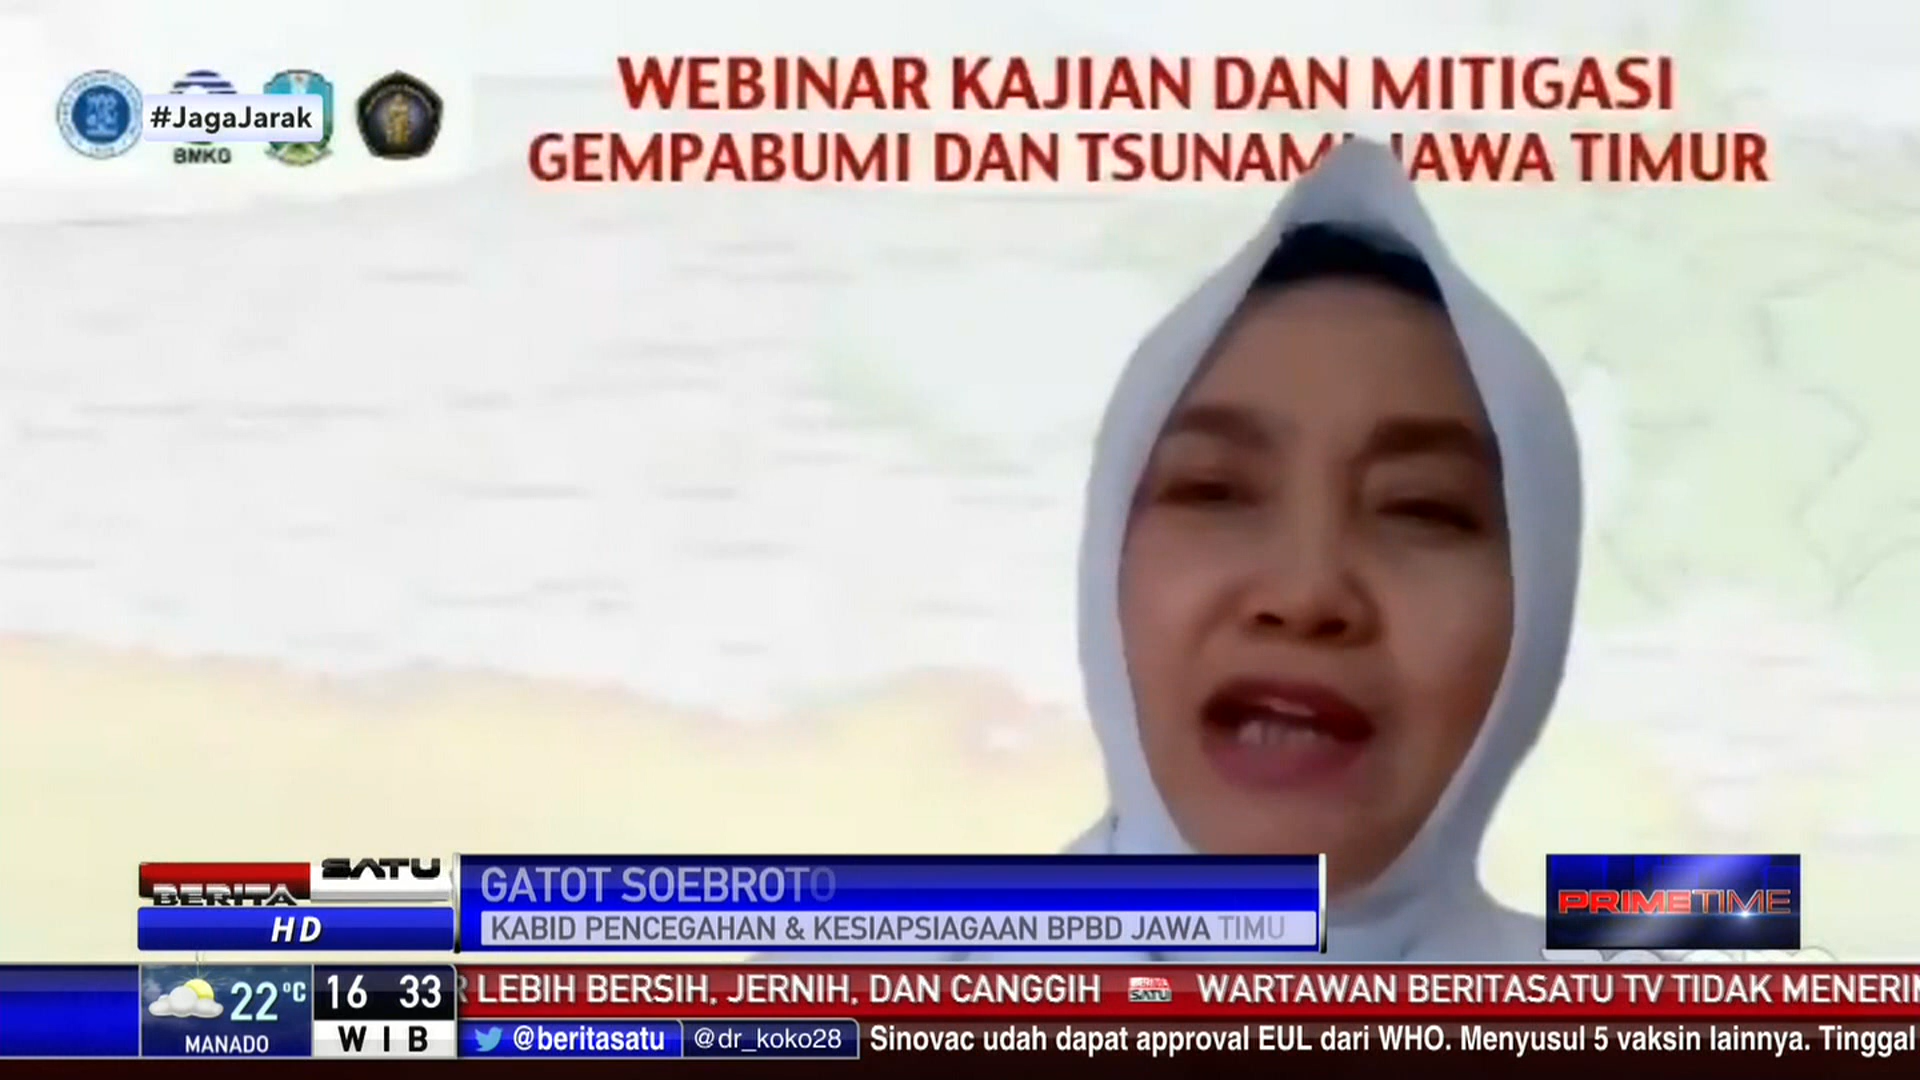 WEBINAR KAJIAN DAN MITIGASI
GEMPABUMI DAN TSUNAMI JAWA TIMUR
#JagaJarak
BMKG
BERITA SATU
HD
GATOT SOEBROTO
KABID PENCEGAHAN & KESIAPSIAGAAN BPBD JAWA TIMU
PRIMETIME
22°C
MANADO
16 33
WIB
R LEBIH BERSIH, JERNIH, DAN CANGGIH BERITA SATU WARTAWAN BERITASATU TV TIDAK MENERIM
@beritasatu @dr_koko28 Sinovac udah dapat approval EUL dari WHO. Menyusul 5 vaksin lainnya. Tinggal